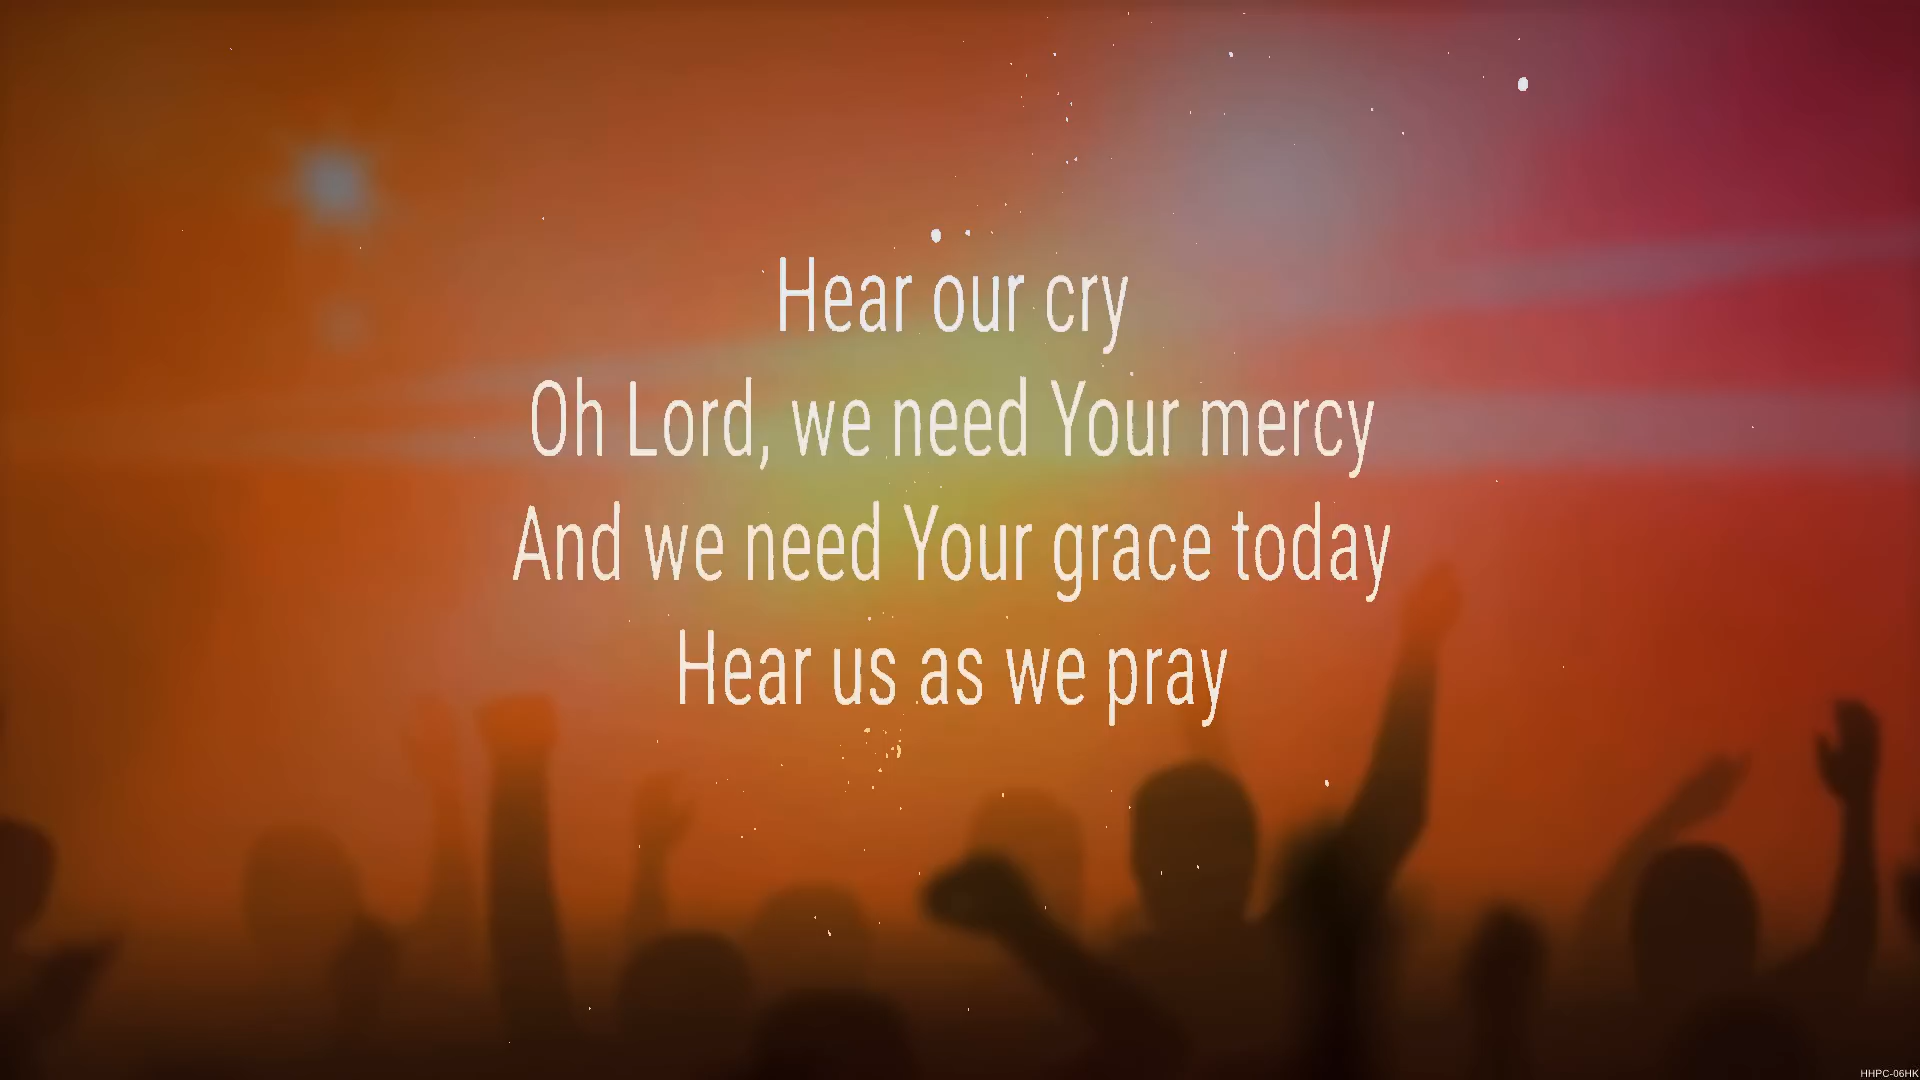 Hear our cry
Oh Lord, we need Your mercy
And we need Your grace today
Hear us as we pray
HHPC-06HK